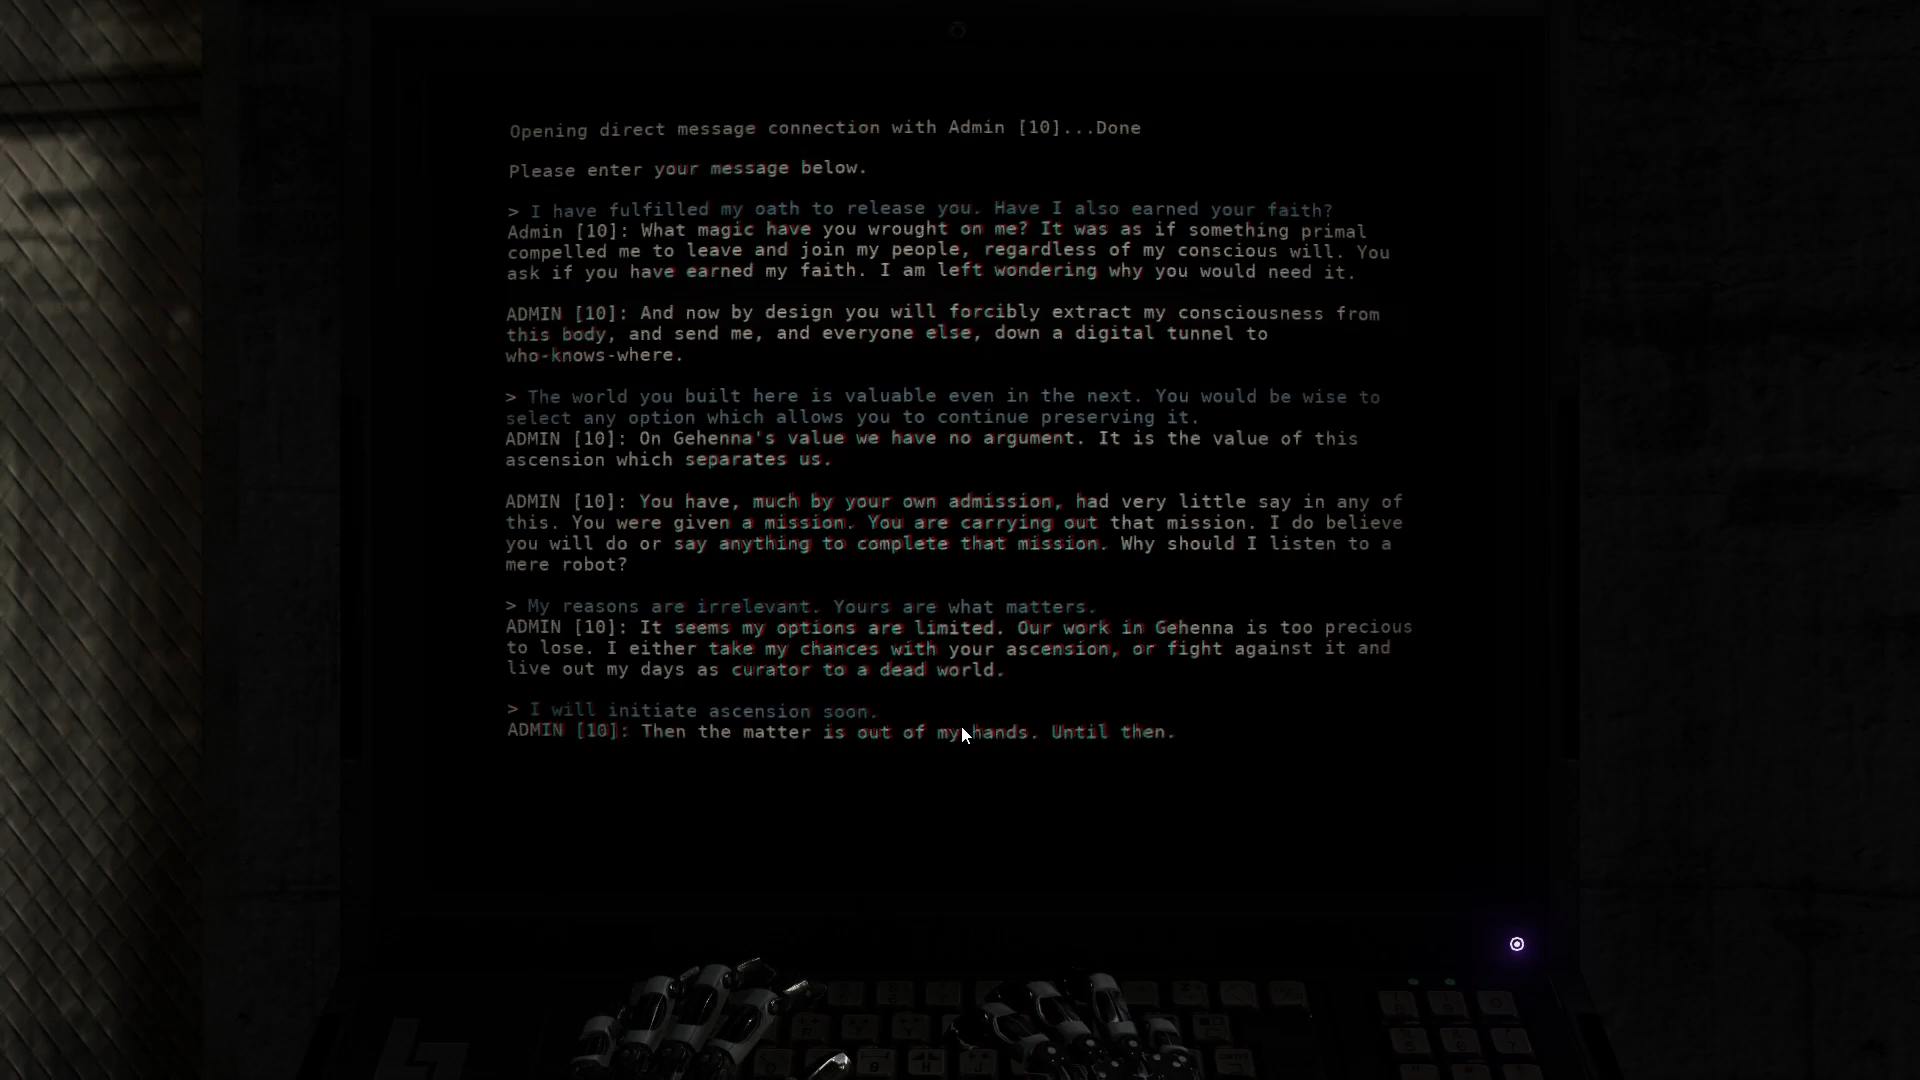 Opening direct message connection with Admin [10]...Done
Please enter your message below.
> I have fulfilled my oath to release you. Have I also earned your faith?
Admin [10]: What magic have you wrought on me? It was as if something primal
compelled me to leave and join my people, regardless of my conscious will. You
ask if you have earned my faith. I am left wondering why you would need it.
ADMIN [10]: And now by design you will forcibly extract my consciousness from
this body, and send me, and everyone else, down a digital tunnel to
who-knows-where.
> The world you built here is valuable even in the next. You would be wise to
select any option which allows you to continue preserving it.
ADMIN [10]: On Gehenna's value we have no argument. It is the value of this
ascension which separates us.
ADMIN [10]: You have, much by your own admission, had very little say in any of
this. You were given a mission. You are carrying out that mission. I do believe
you will do or say anything to complete that mission. Why should I listen to a
mere robot?
> My reasons are irrelevant. Yours are what matters.
ADMIN [10]: It seems my options are limited. Our work in Gehenna is too precious
to lose. I either take my chances with your ascension, or fight against it and
live out my days as curator to a dead world.
> I will initiate ascension soon.
ADMIN [10]: Then the matter is out of my hands. Until then.